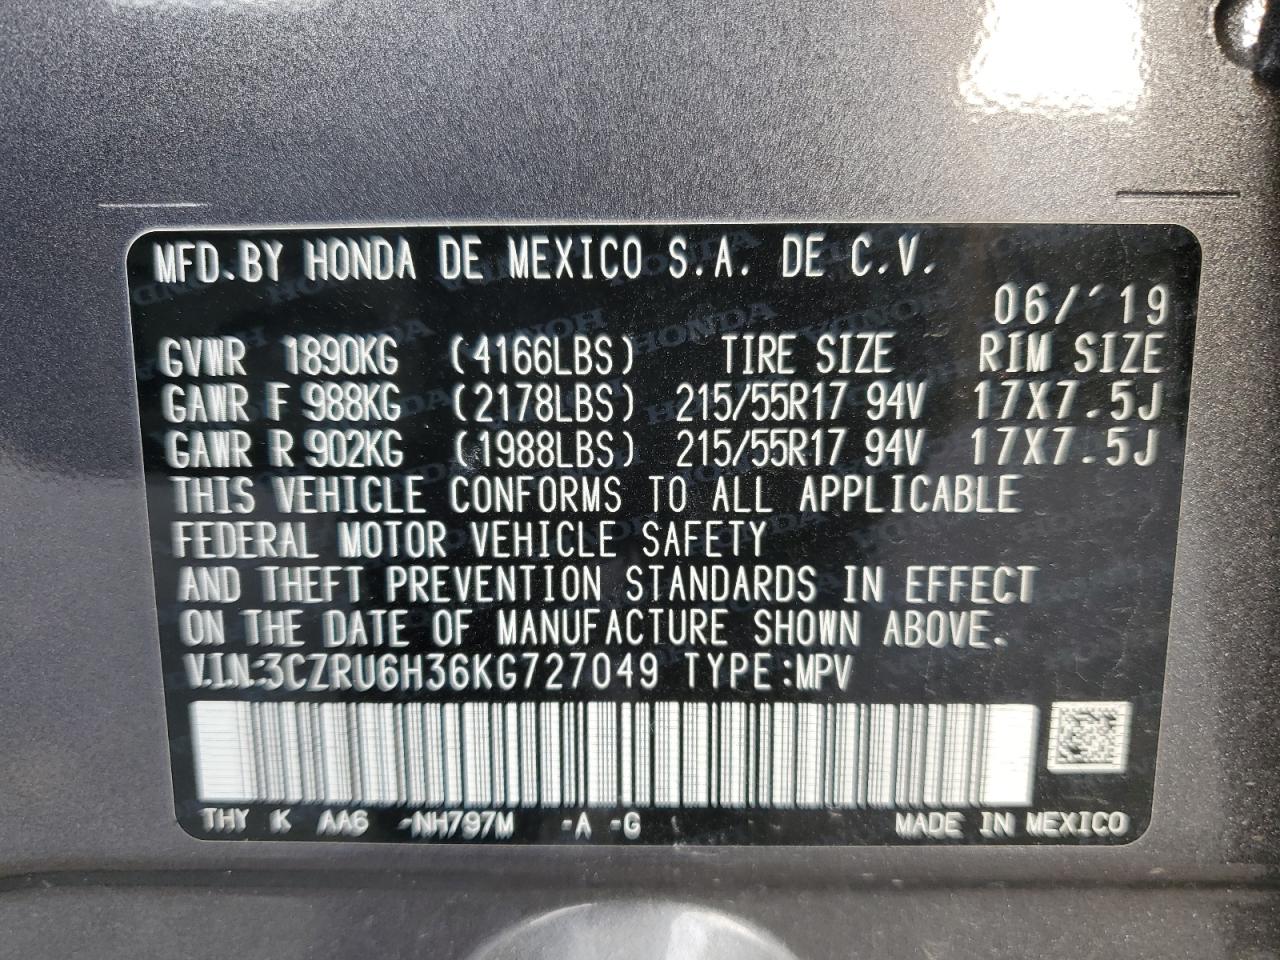 MFD.BY HONDA DE MEXICO S.A. DE C.V.
06/'19
GVWR 1890KG (4166LBS) TIRE SIZE RIM SIZE
GAWR F 988KG (2178LBS) 215/55R17 94V 17X7.5J
GAWR R 902KG (1988LBS) 215/55R17 94V 17X7.5J
THIS VEHICLE CONFORMS TO ALL APPLICABLE
FEDERAL MOTOR VEHICLE SAFETY
AND THEFT PREVENTION STANDARDS IN EFFECT
ON THE DATE OF MANUFACTURE SHOWN ABOVE.
V.I.N:3CZRU6H36KG727049 TYPE:MPV
THY K AA6 -NH797M -A -G MADE IN MEXICO